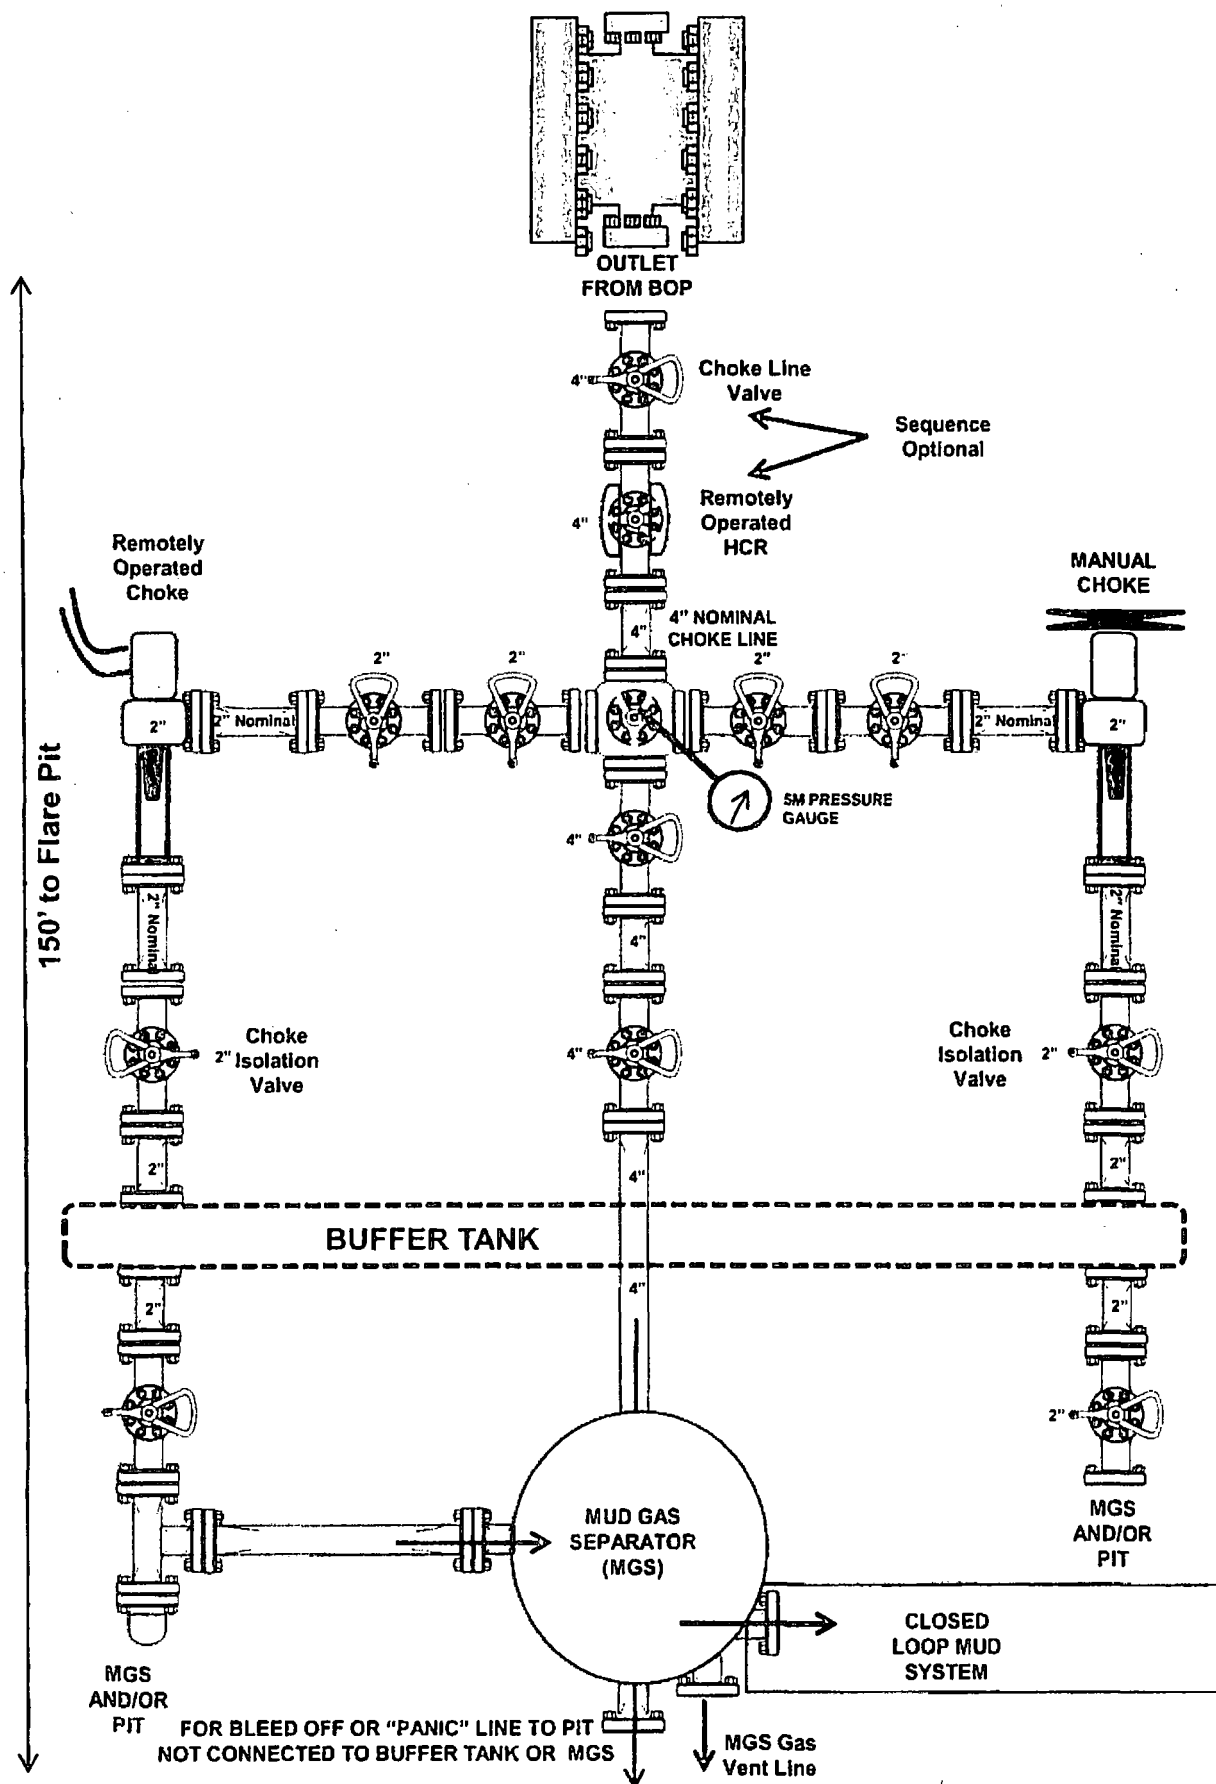 OUTLET
FROM BOP
4"
Choke Line
Valve
Sequence
Optional
4"
Remotely
Operated
HCR
Remotely
Operated
Choke
MANUAL
CHOKE
4"
4" NOMINAL
CHOKE LINE
2"
2"
2"
2"
2"
2" Nominal
2" Nominal
2"
5M PRESSURE
GAUGE
4"
150' to Flare Pit
2" Nominal
4"
2" Nominal
2"
Choke
Isolation
Valve
4"
Choke
Isolation
Valve
2"
2"
4"
2"
BUFFER TANK
2"
4"
2"
2"
MUD GAS
SEPARATOR
(MGS)
MGS
AND/OR
PIT
CLOSED
LOOP MUD
SYSTEM
MGS
AND/OR
PIT
FOR BLEED OFF OR "PANIC" LINE TO PIT
NOT CONNECTED TO BUFFER TANK OR MGS
MGS Gas
Vent Line